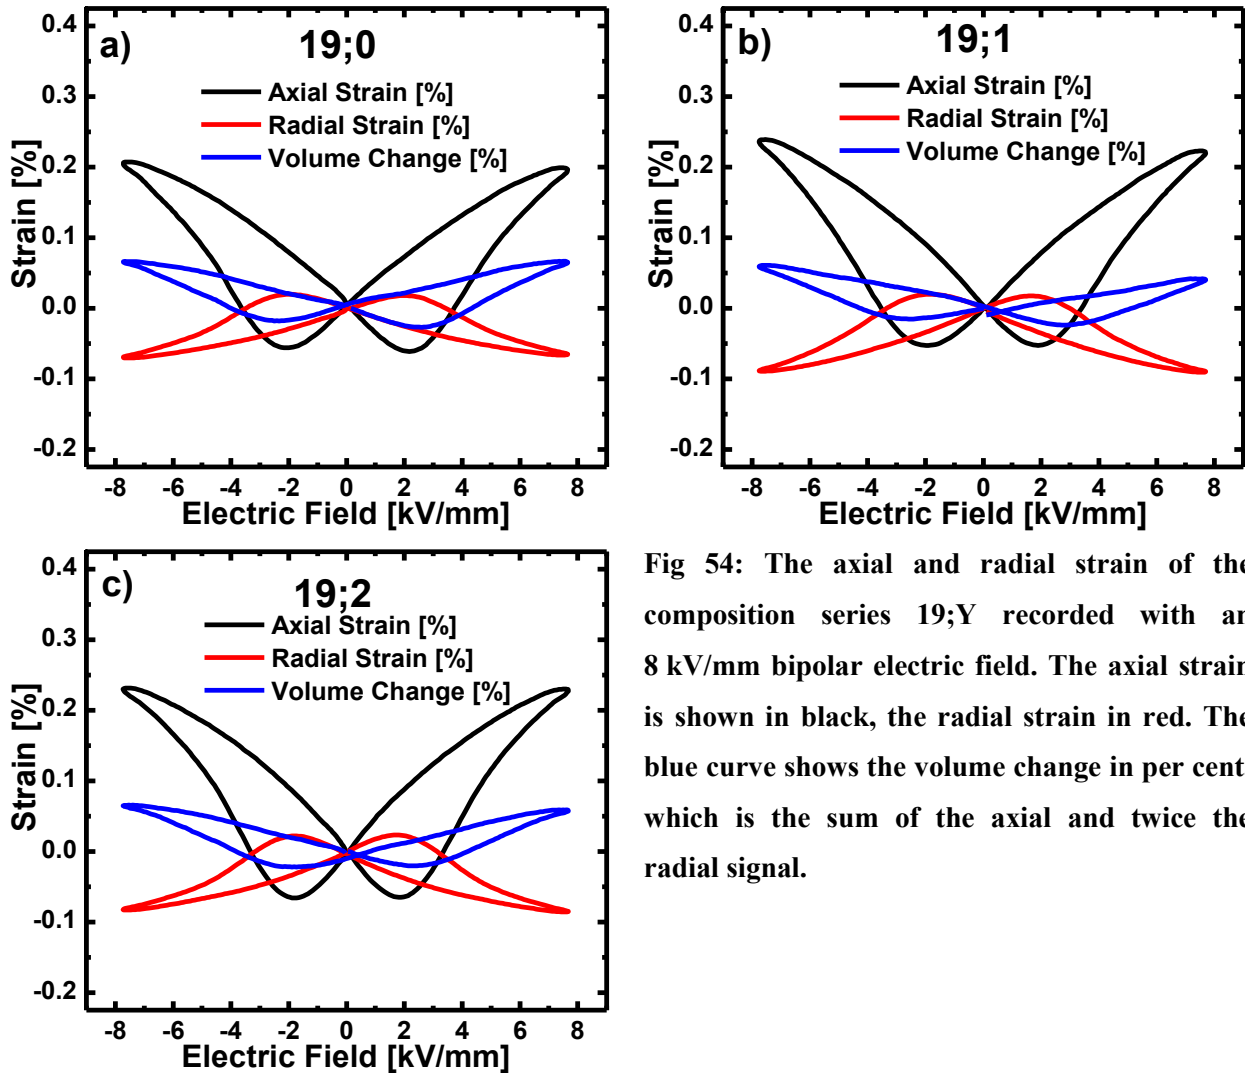 a)
19;0
Axial Strain [%]
Radial Strain [%]
Volume Change [%]
0.4
0.3
0.2
0.1
0.0
-0.1
-0.2
Strain [%]
-8 -6 -4 -2 0 2 4 6 8
Electric Field [kV/mm]
b)
19;1
Axial Strain [%]
Radial Strain [%]
Volume Change [%]
0.4
0.3
0.2
0.1
0.0
-0.1
-0.2
Strain [%]
-8 -6 -4 -2 0 2 4 6 8
Electric Field [kV/mm]
c)
19;2
Axial Strain [%]
Radial Strain [%]
Volume Change [%]
0.4
0.3
0.2
0.1
0.0
-0.1
-0.2
Strain [%]
-8 -6 -4 -2 0 2 4 6 8
Electric Field [kV/mm]
Fig 54: The axial and radial strain of the
composition series 19;Y recorded with an
8 kV/mm bipolar electric field. The axial strain
is shown in black, the radial strain in red. The
blue curve shows the volume change in per cent
which is the sum of the axial and twice the
radial signal.